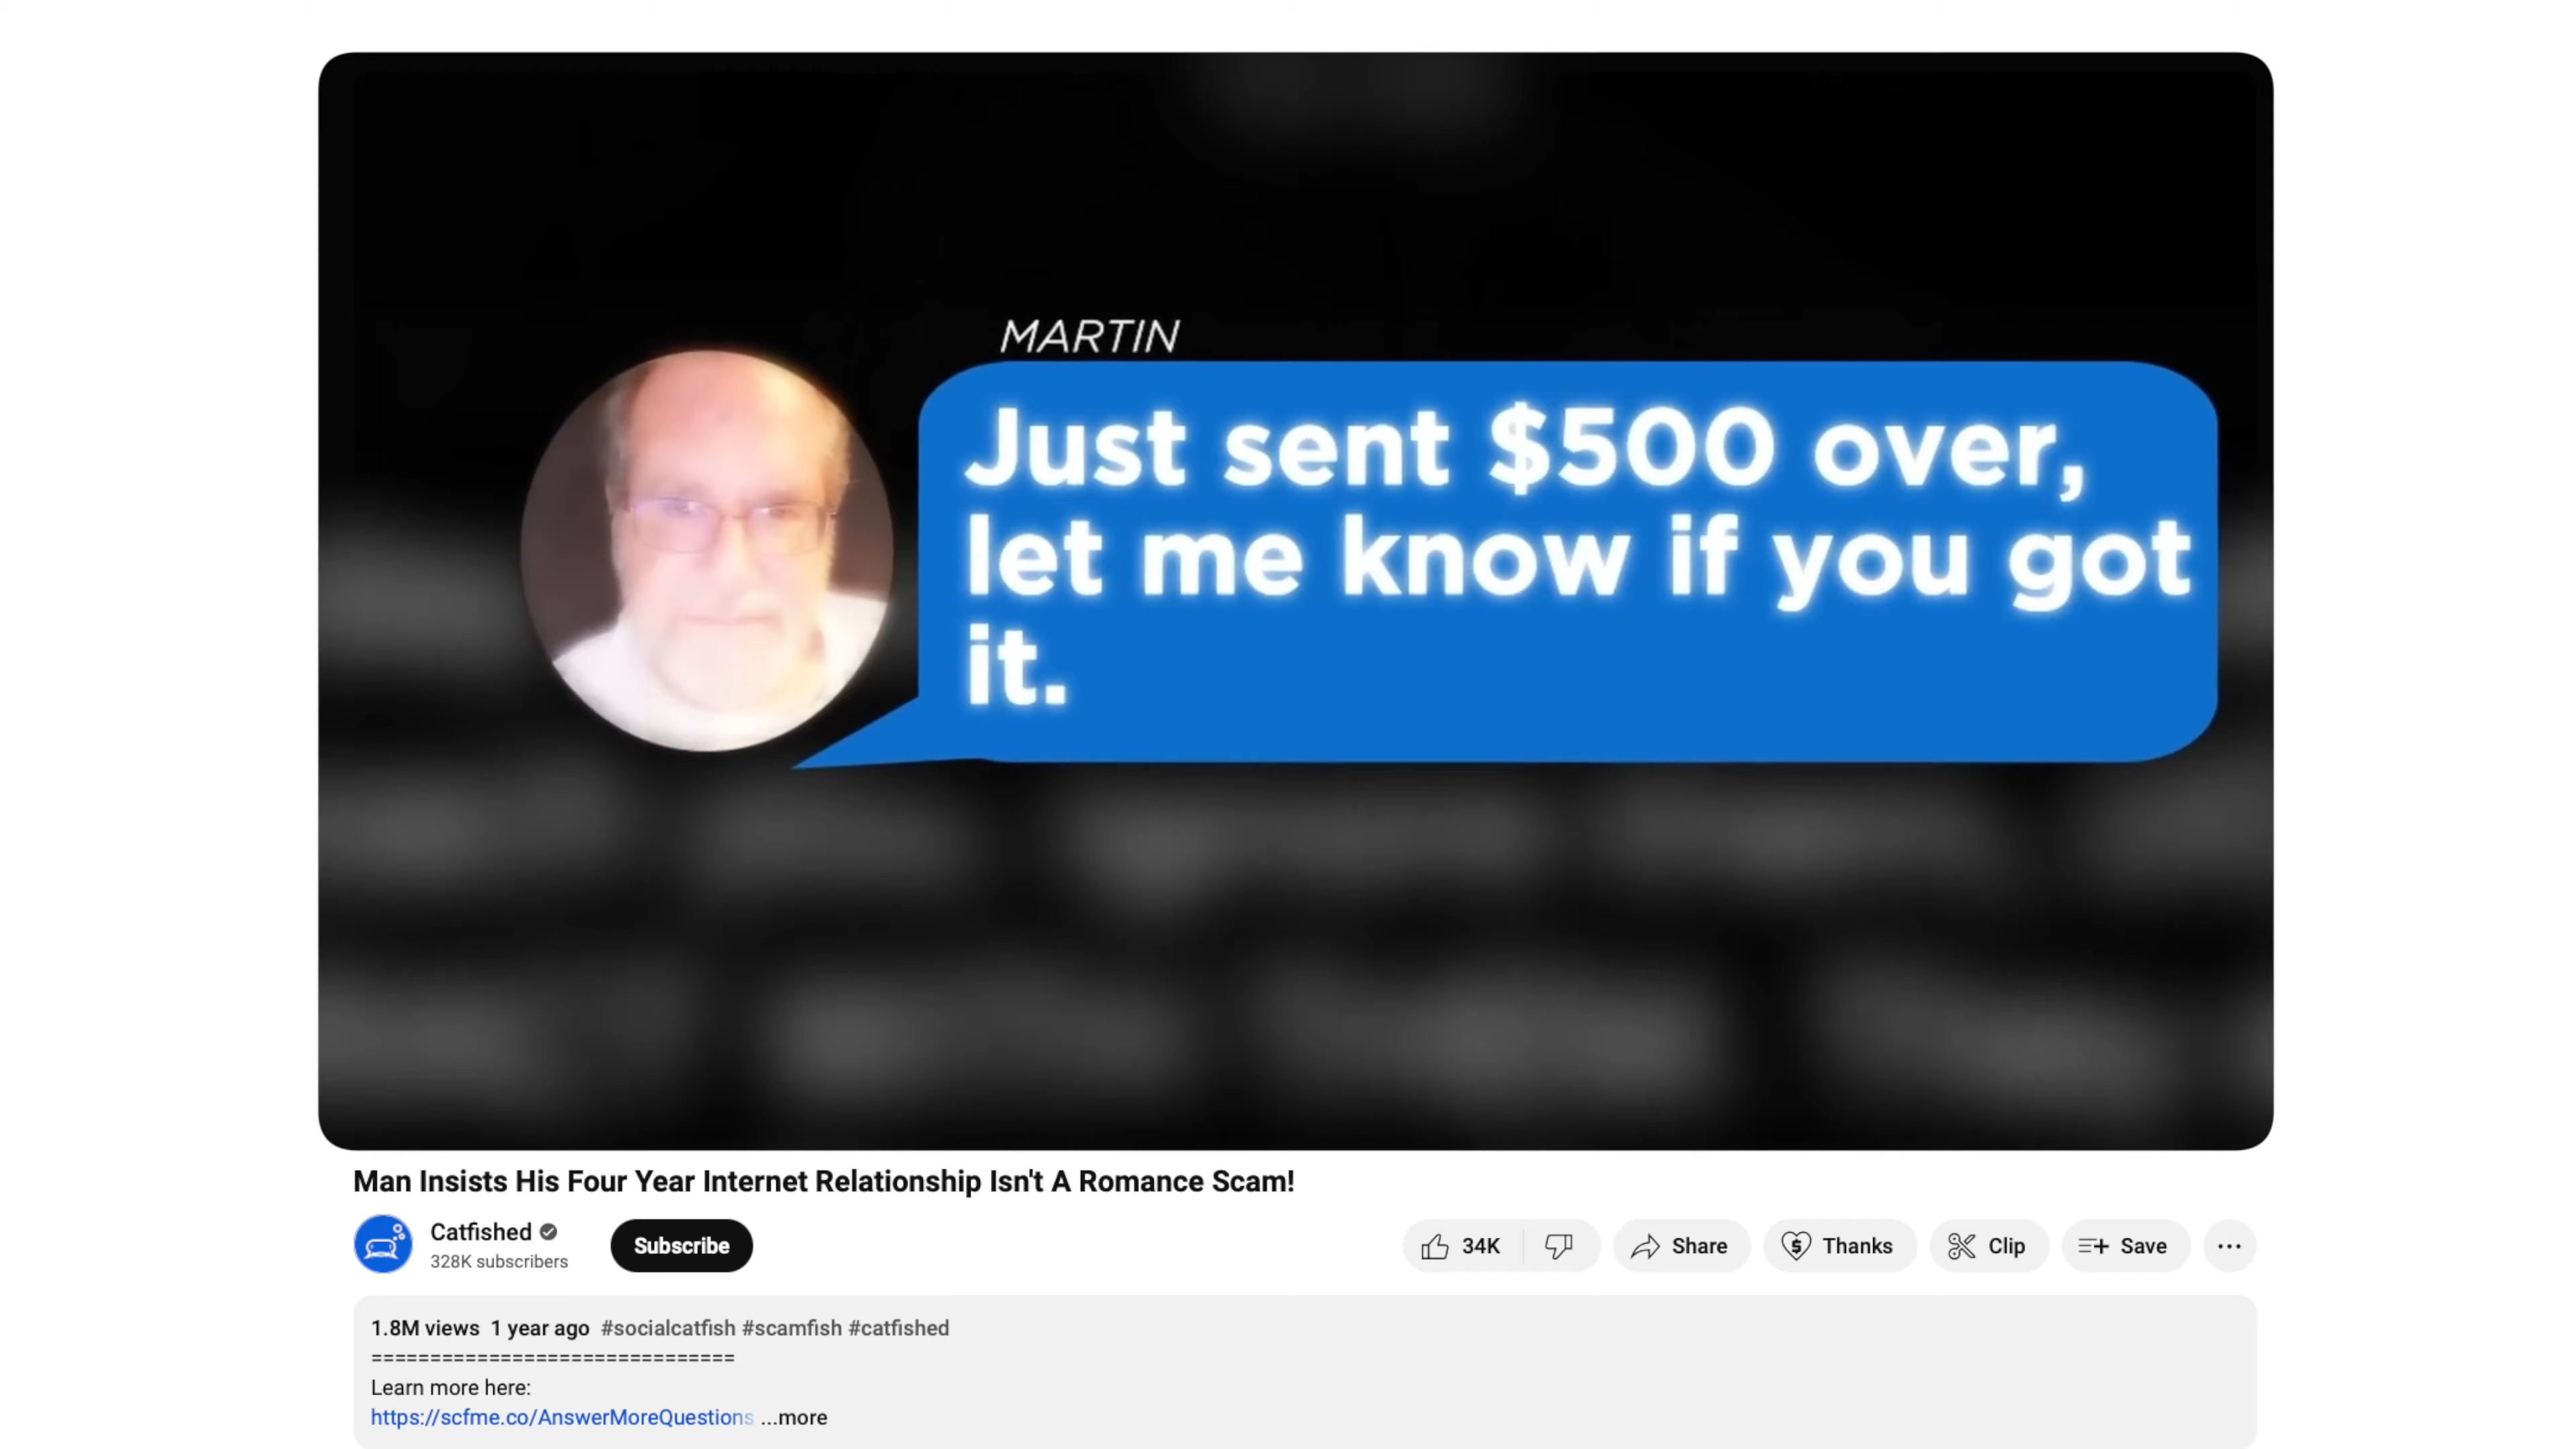 MARTIN
Just sent $500 over,
let me know if you got
it.
Man Insists His Four Year Internet Relationship Isn't A Romance Scam!
Catfished
328K subscribers
Subscribe
34K
Share
Thanks
Clip
Save
1.8M views 1 year ago #socialcatfish #scamfish #catfished
===============================
Learn more here:
https://scfme.co/AnswerMoreQuestions ...more